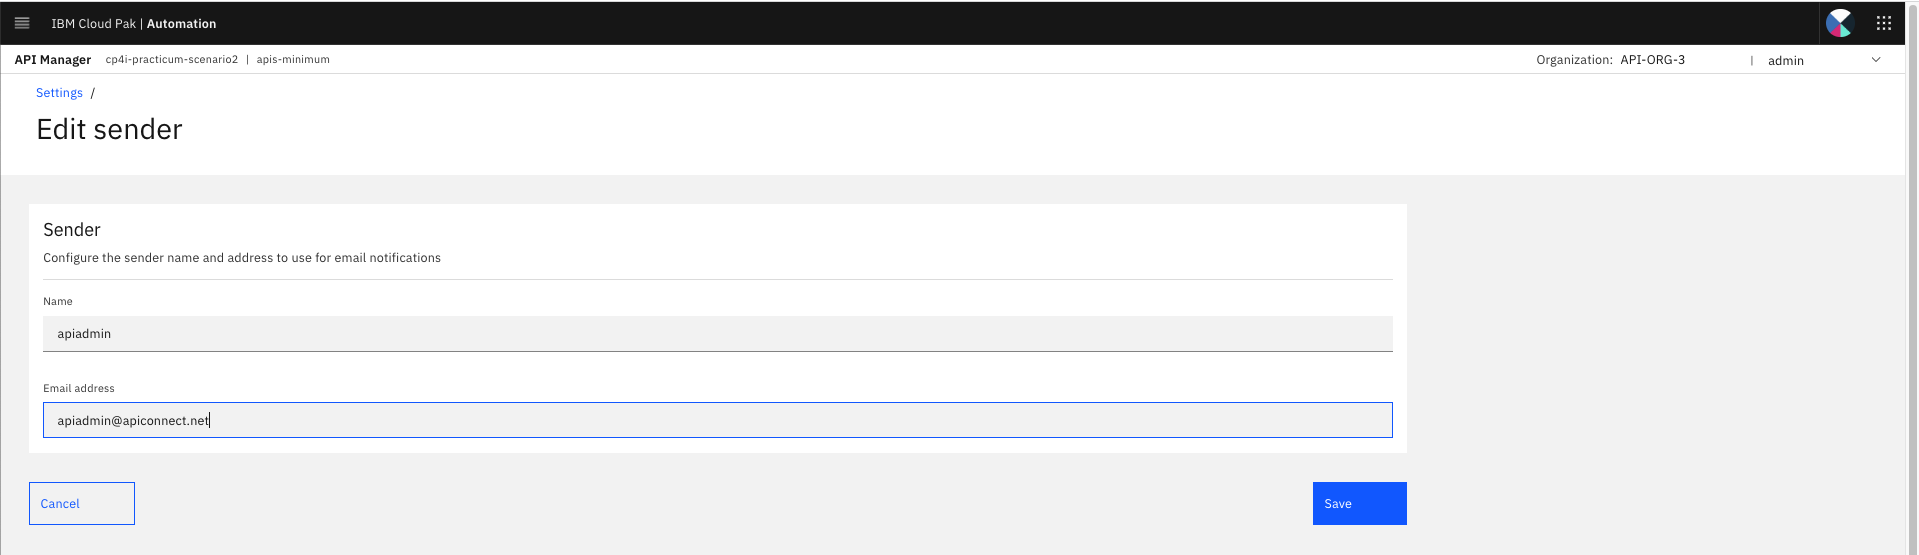 IBM Cloud Pak | Automation
API Manager cp4i-practicum-scenario2 | apis-minimum Organization: API-ORG-3 | admin
Settings /
Edit sender
Sender
Configure the sender name and address to use for email notifications
Name
apiadmin
Email address
apiadmin@apiconnect.net
Cancel Save